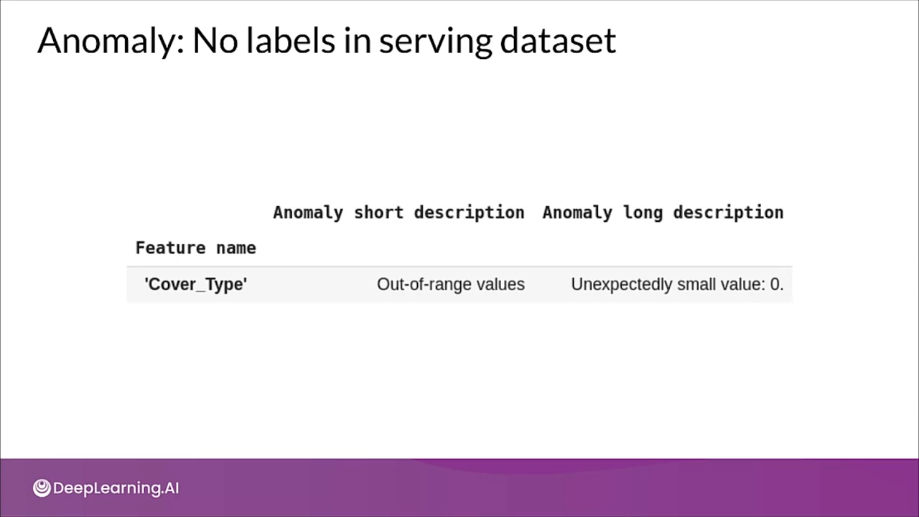 Anomaly: No labels in serving dataset
Anomaly short description Anomaly long description
Feature name
'Cover_Type' Out-of-range values Unexpectedly small value: 0.
DeepLearning.AI